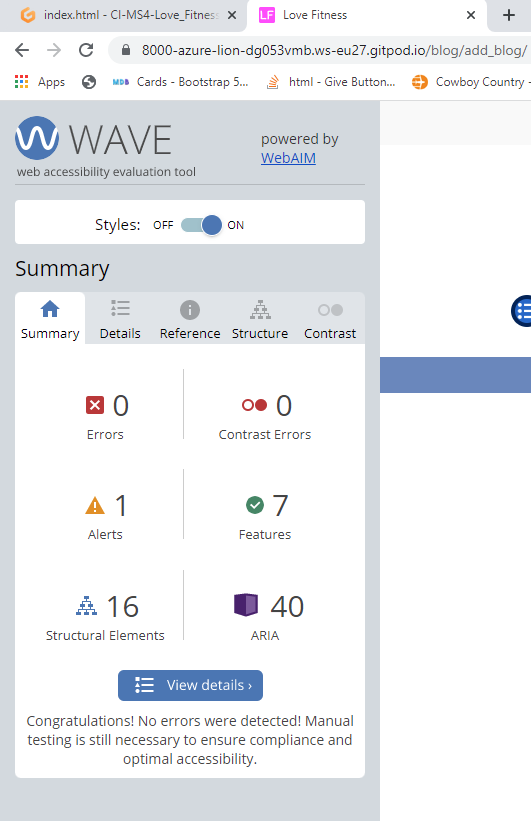 index.html - CI-MS4-Love_Fitness
LF Love Fitness
8000-azure-lion-dg053vmb.ws-eu27.gitpod.io/blog/add_blog/
Apps
MDB Cards - Bootstrap 5...
html - Give Button...
Cowboy Country -
WAVE
web accessibility evaluation tool
powered by
WebAIM
Styles: OFF ON
Summary
Summary Details Reference Structure Contrast
0
Errors
0
Contrast Errors
1
Alerts
7
Features
16
Structural Elements
40
ARIA
View details ›
Congratulations! No errors were detected! Manual
testing is still necessary to ensure compliance and
optimal accessibility.